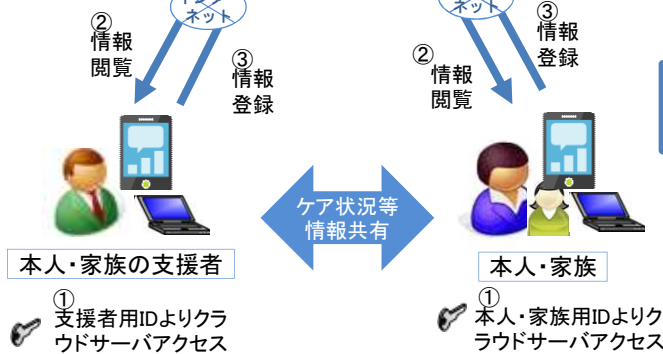 ネット
ネット
②
情報
閲覧
③
情報
登録
②
情報
閲覧
③
情報
登録
ケア状況等
情報共有
本人・家族の支援者
本人・家族
①
支援者用IDよりクラ
ウドサーバアクセス
①
本人・家族用IDよりク
ラウドサーバアクセス